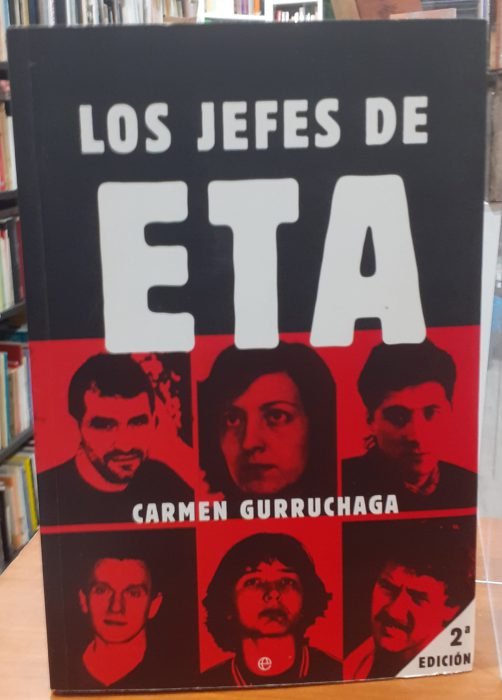 LOS JEFES DE
ETA
CARMEN GURRUCHAGA
2ª
EDICIÓN